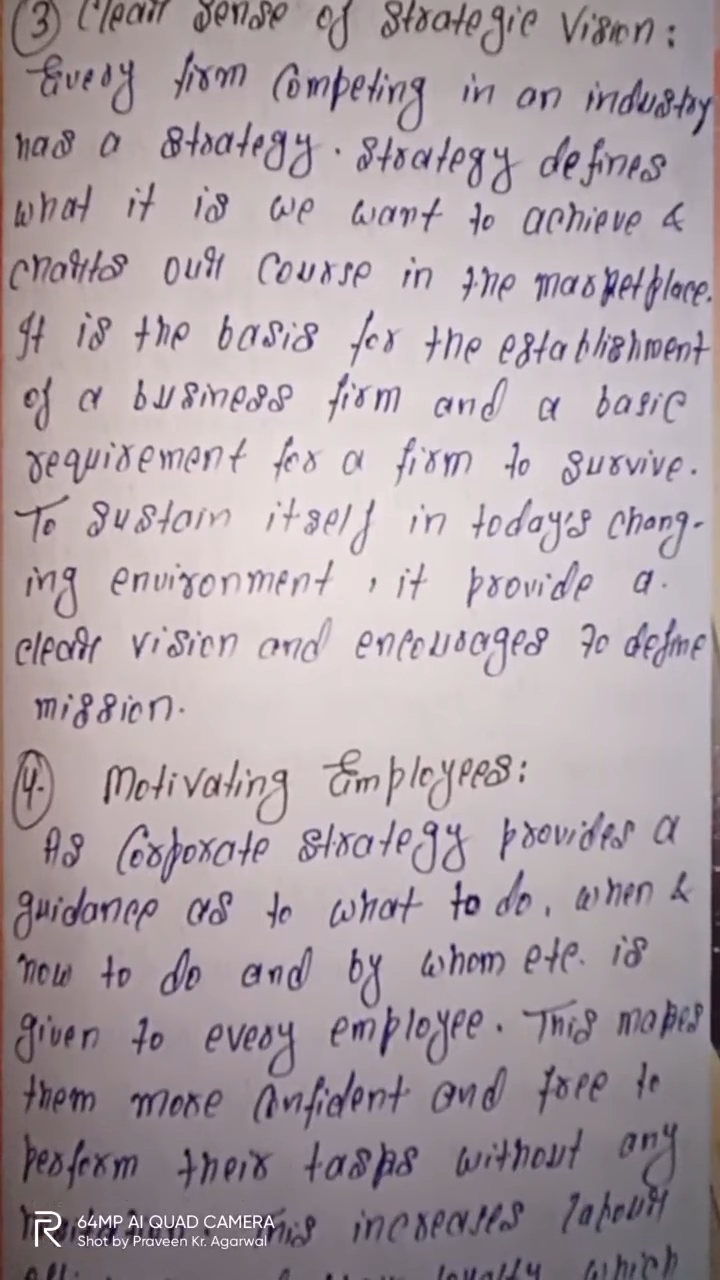 ③ Clear Sense of Strategic Vision:
Every firm Competing in an industry
has a strategy. Strategy defines
what it is we want to achieve &
charts our course in the marketplace.
It is the basis for the establishment
of a business firm and a basic
requirement for a firm to survive.
To sustain itself in today's chang-
ing environment, it provide a
clear vision and encourages to define
mission.
④ Motivating Employees:
As Corporate strategy provides a
guidance as to what to do, when &
how to do and by whom etc. is
given to every employee. This makes
them more Confident and free to
perform their tasks without any
This increases labour
loyalty which
64MP AI QUAD CAMERA
Shot by Praveen Kr. Agarwal